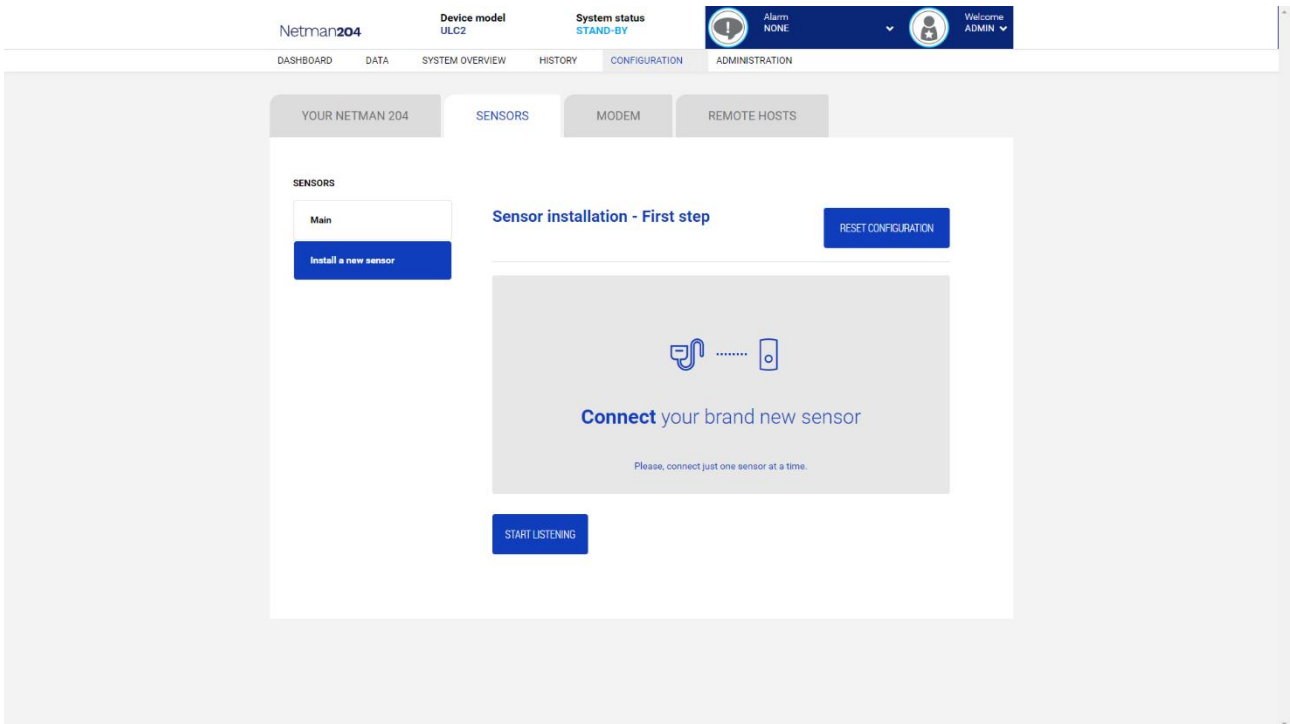 Netman204
Device model
ULC2
System status
STAND-BY
Alarm
NONE
Welcome
ADMIN
DASHBOARD DATA SYSTEM OVERVIEW HISTORY CONFIGURATION ADMINISTRATION
YOUR NETMAN 204 SENSORS MODEM REMOTE HOSTS
SENSORS
Main
Install a new sensor
Sensor installation - First step
RESET CONFIGURATION
Connect your brand new sensor
Please, connect just one sensor at a time.
START LISTENING